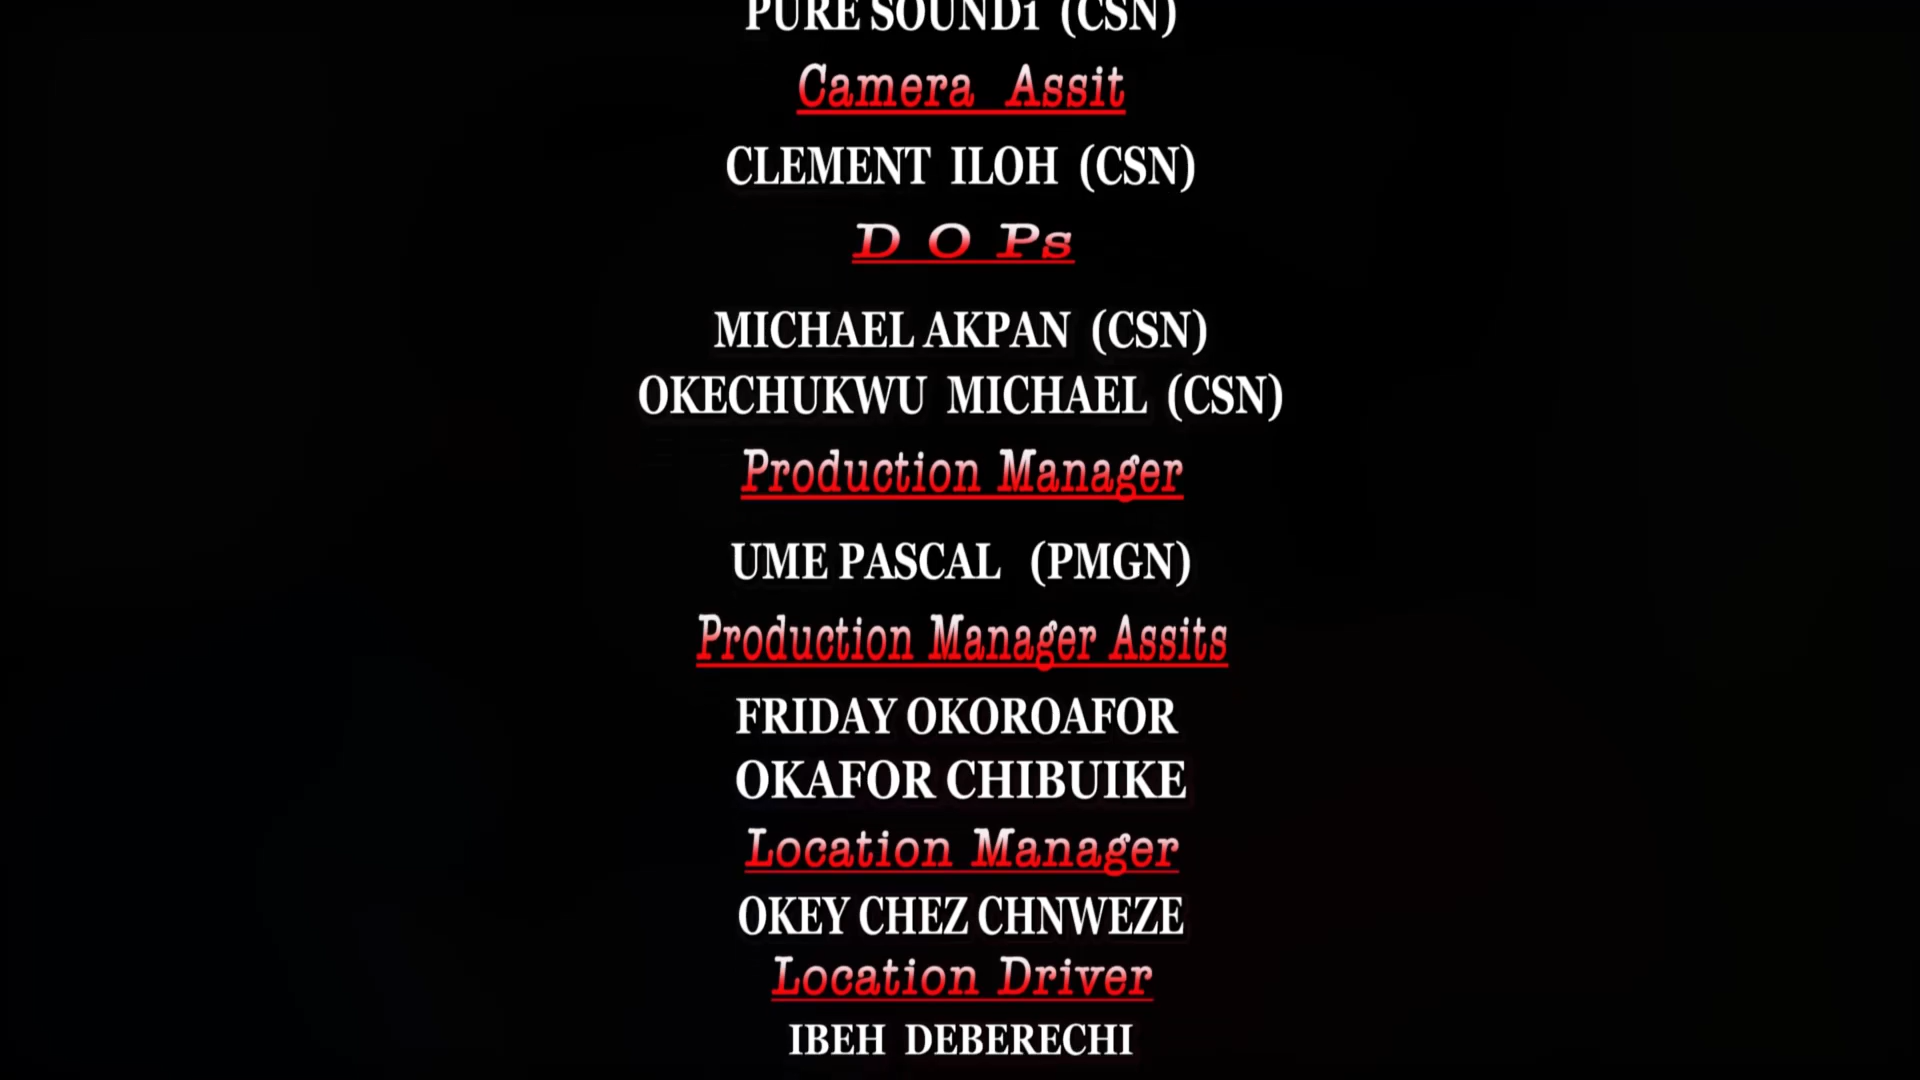 PURE SOUND1 (CSN)
Camera Assit
CLEMENT ILOH (CSN)
D O Ps
MICHAEL AKPAN (CSN)
OKECHUKWU MICHAEL (CSN)
Production Manager
UME PASCAL (PMGN)
Production Manager Assits
FRIDAY OKOROAFOR
OKAFOR CHIBUIKE
Location Manager
OKEY CHEZ CHNWEZE
Location Driver
IBEH DEBERECHI